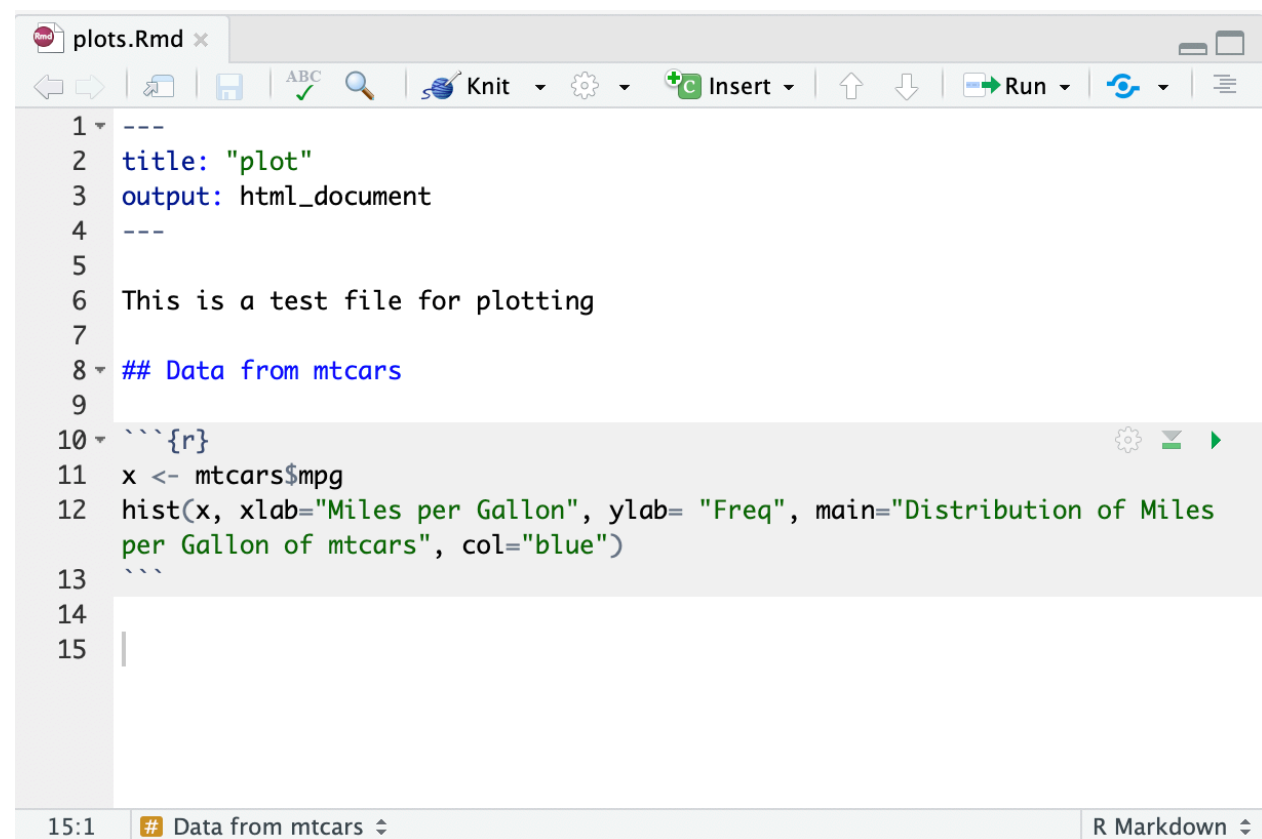 Rmd plots.Rmd ×
ABC Knit C Insert Run
1 ---
2 title: "plot"
3 output: html_document
4 ---
5
6 This is a test file for plotting
7
8 ## Data from mtcars
9
10 ```{r}
11 x <- mtcars$mpg
12 hist(x, xlab="Miles per Gallon", ylab= "Freq", main="Distribution of Miles
per Gallon of mtcars", col="blue")
13 ```
14
15
15:1 # Data from mtcars R Markdown